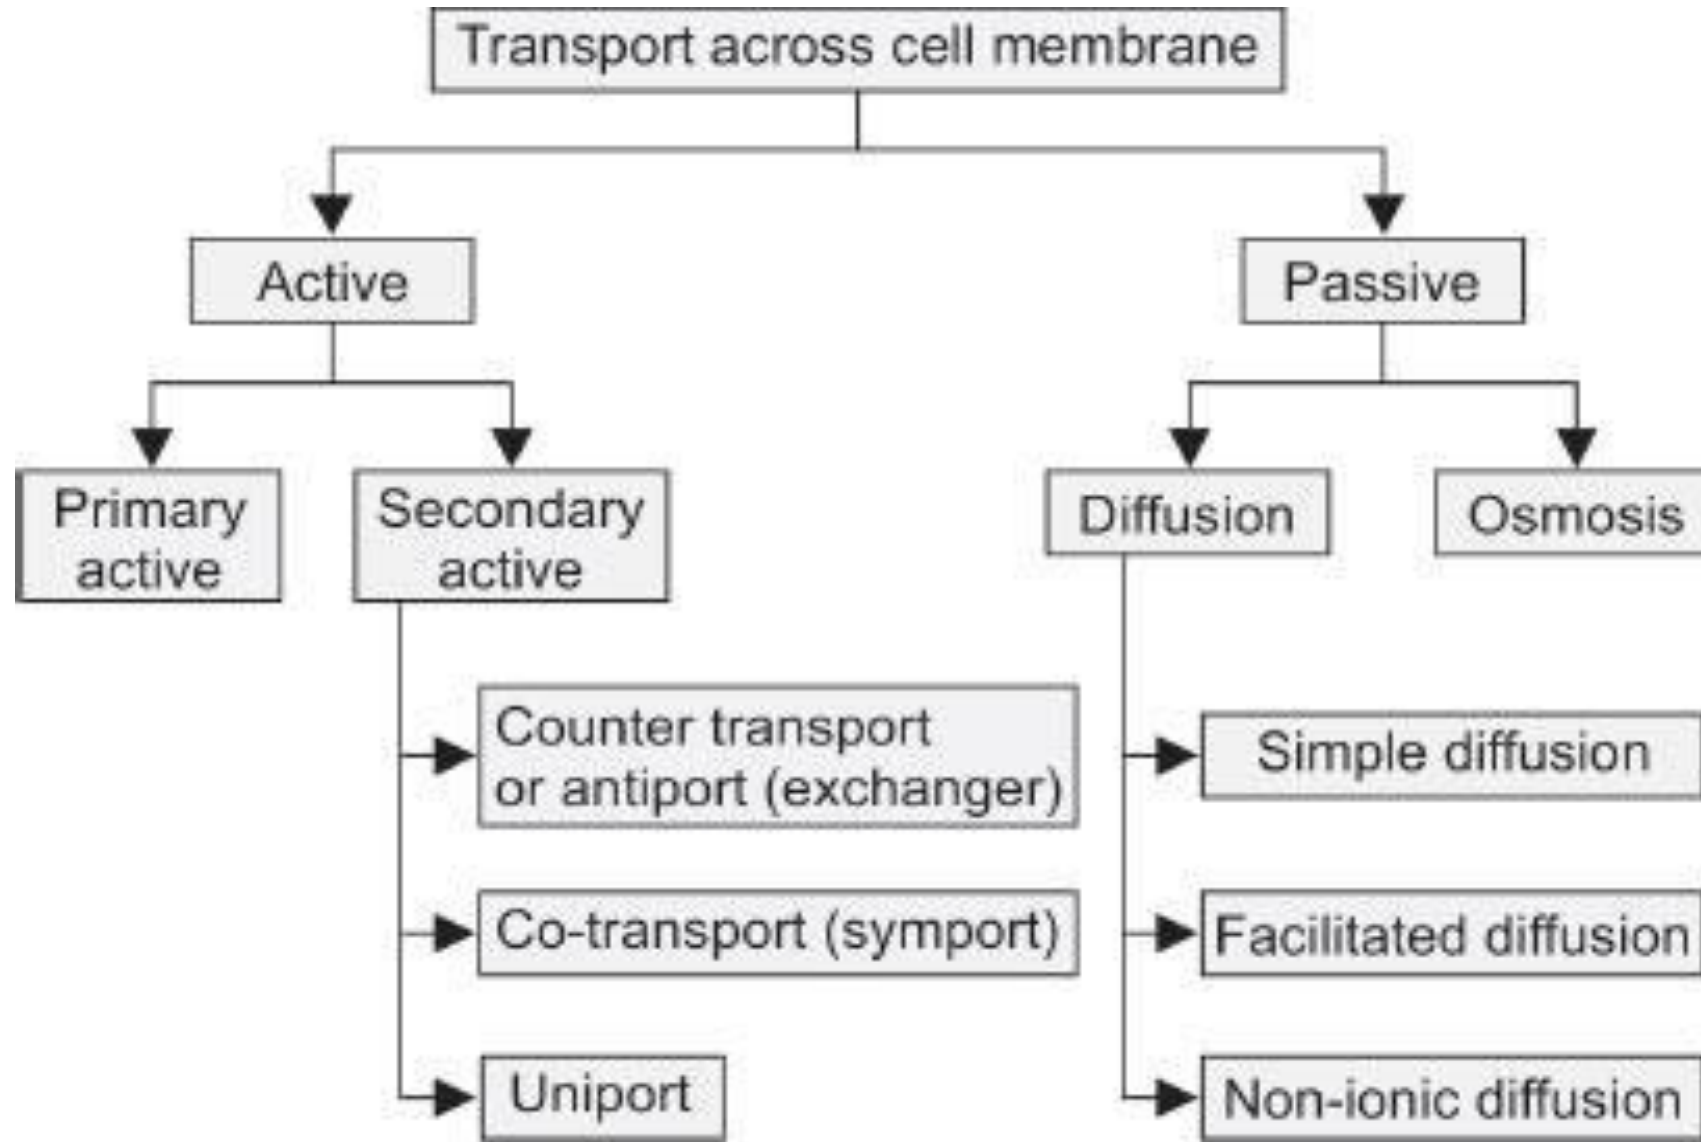 Transport across cell membrane
Active
Passive
Primary
active
Secondary
active
Diffusion
Osmosis
Counter transport
or antiport (exchanger)
Co-transport (symport)
Uniport
Simple diffusion
Facilitated diffusion
Non-ionic diffusion